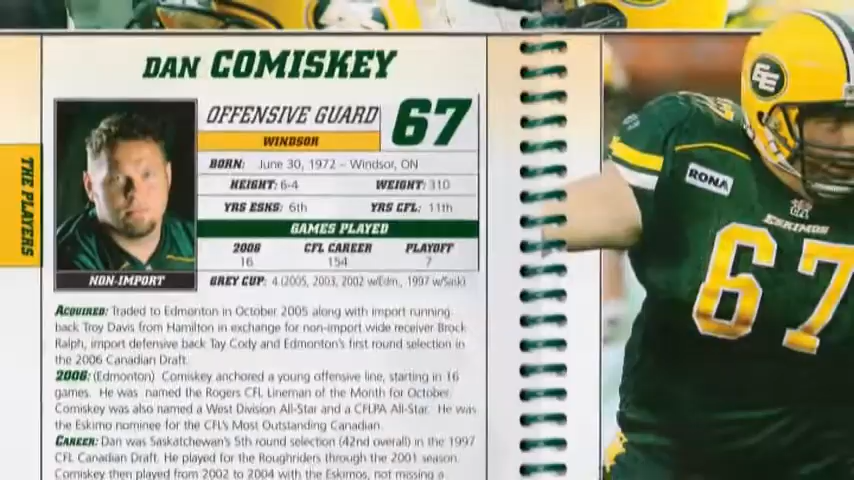 DAN COMISKEY
OFFENSIVE GUARD 67
WINDSOR
BORN: June 30, 1972 – Windsor, ON
HEIGHT: 6-4 WEIGHT: 310
YRS ESKS: 6th YRS CFL: 11th
GAMES PLAYED
2006 CFL CAREER PLAYOFF
16 154 7
NON-IMPORT GREY CUP: 4 (2005, 2003, 2002 w/Edm., 1997 w/Sask)
THE PLAYERS
ACQUIRED: Traded to Edmonton in October 2005 along with import running
back Troy Davis from Hamilton in exchange for non-import wide receiver Brock
Ralph, import defensive back Tay Cody and Edmonton's first round selection in
the 2006 Canadian Draft.
2006: (Edmonton) Comiskey anchored a young offensive line, starting in 16
games. He was named the Rogers CFL Lineman of the Month for October.
Comiskey was also named a West Division All-Star and a CFLPA All-Star. He was
the Eskimo nominee for the CFL's Most Outstanding Canadian.
CAREER: Dan was Saskatchewan's 5th round selection (42nd overall) in the 1997
CFL Canadian Draft. He played for the Roughriders through the 2001 season.
Comiskey then played from 2002 to 2004 with the Eskimos, not missing a
EE
67
RONA
ESKIMOS
67